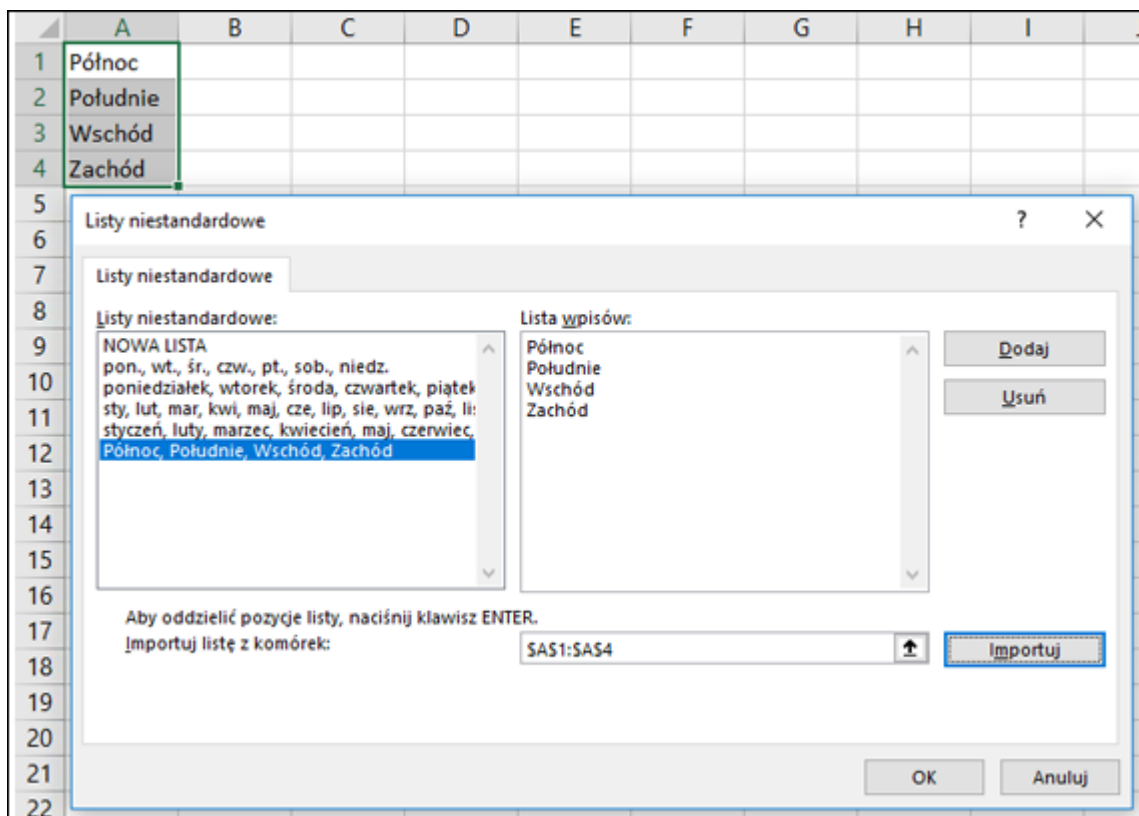 A B C D E F G H I
1 Północ
2 Południe
3 Wschód
4 Zachód
5
Listy niestandardowe ?
6
7 Listy niestandardowe
8 Listy niestandardowe: Lista wpisów:
9 NOWA LISTA Północ Dodaj
pon., wt., śr., czw., pt., sob., niedz. Południe
10 poniedziałek, wtorek, środa, czwartek, piątek Wschód Usuń
11 sty, lut, mar, kwi, maj, cze, lip, sie, wrz, paź, Zachód
styczeń, luty, marzec, kwiecień, maj, czerwiec,
12 Północ, Południe, Wschód, Zachód
13
14
15
16
Aby oddzielić pozycje listy, naciśnij klawisz ENTER.
17
Importuj listę z komórek: $A$1:$A$4 Importuj
18
19
20
21 OK Anuluj
22